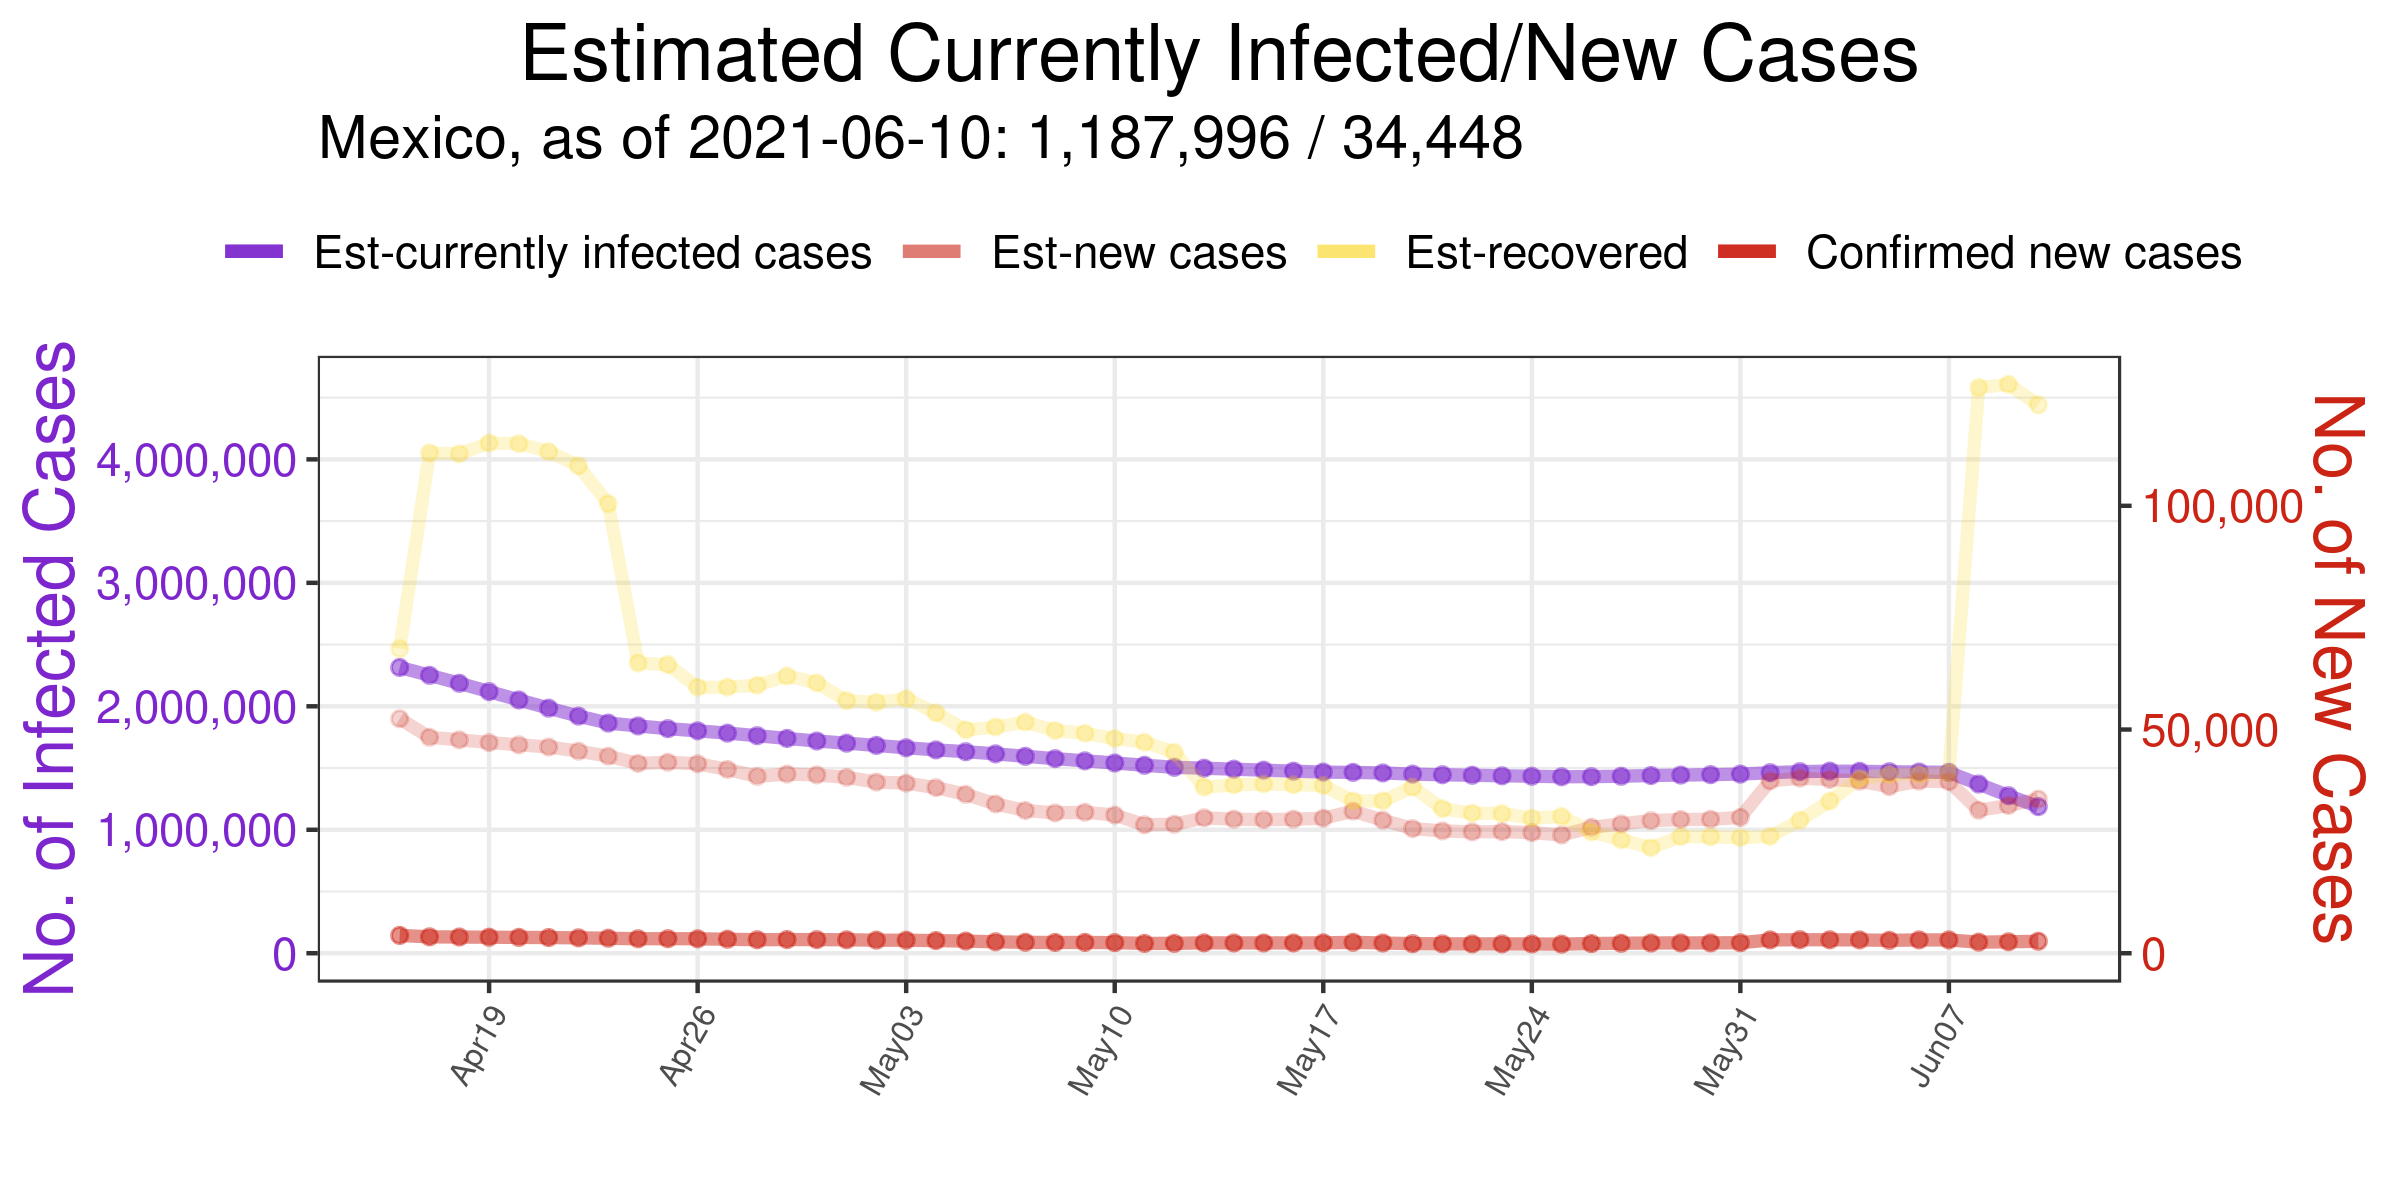 Estimated Currently Infected/New Cases
Mexico, as of 2021-06-10: 1,187,996 / 34,448
Est-currently infected cases Est-new cases Est-recovered Confirmed new cases
No. of Infected Cases
4,000,000
3,000,000
2,000,000
1,000,000
0
100,000
50,000
0
No. of New Cases
Apr19 Apr26 May03 May10 May17 May24 May31 Jun07